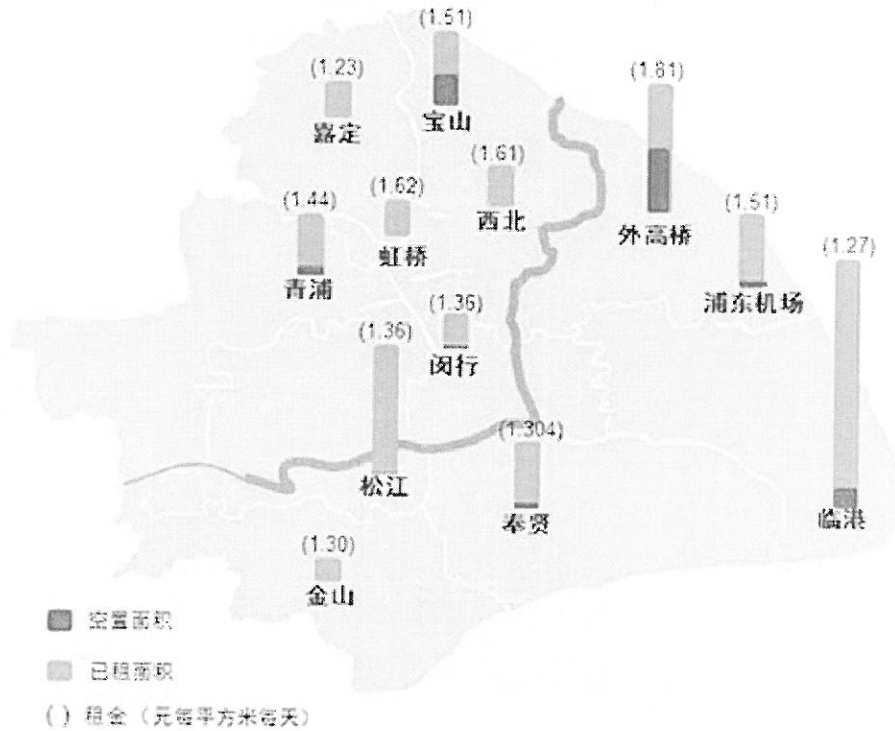 (1.51)
宝山
(1.23)
嘉定
(1.81)
外高桥
(1.61)
西北
(1.62)
虹桥
(1.44)
青浦
(1.51)
浦东机场
(1.27)
临港
(1.36)
闵行
(1.36)
松江
(1.304)
奉贤
(1.30)
金山
空置面积
已租面积
( ) 租金（元每平方米每天）